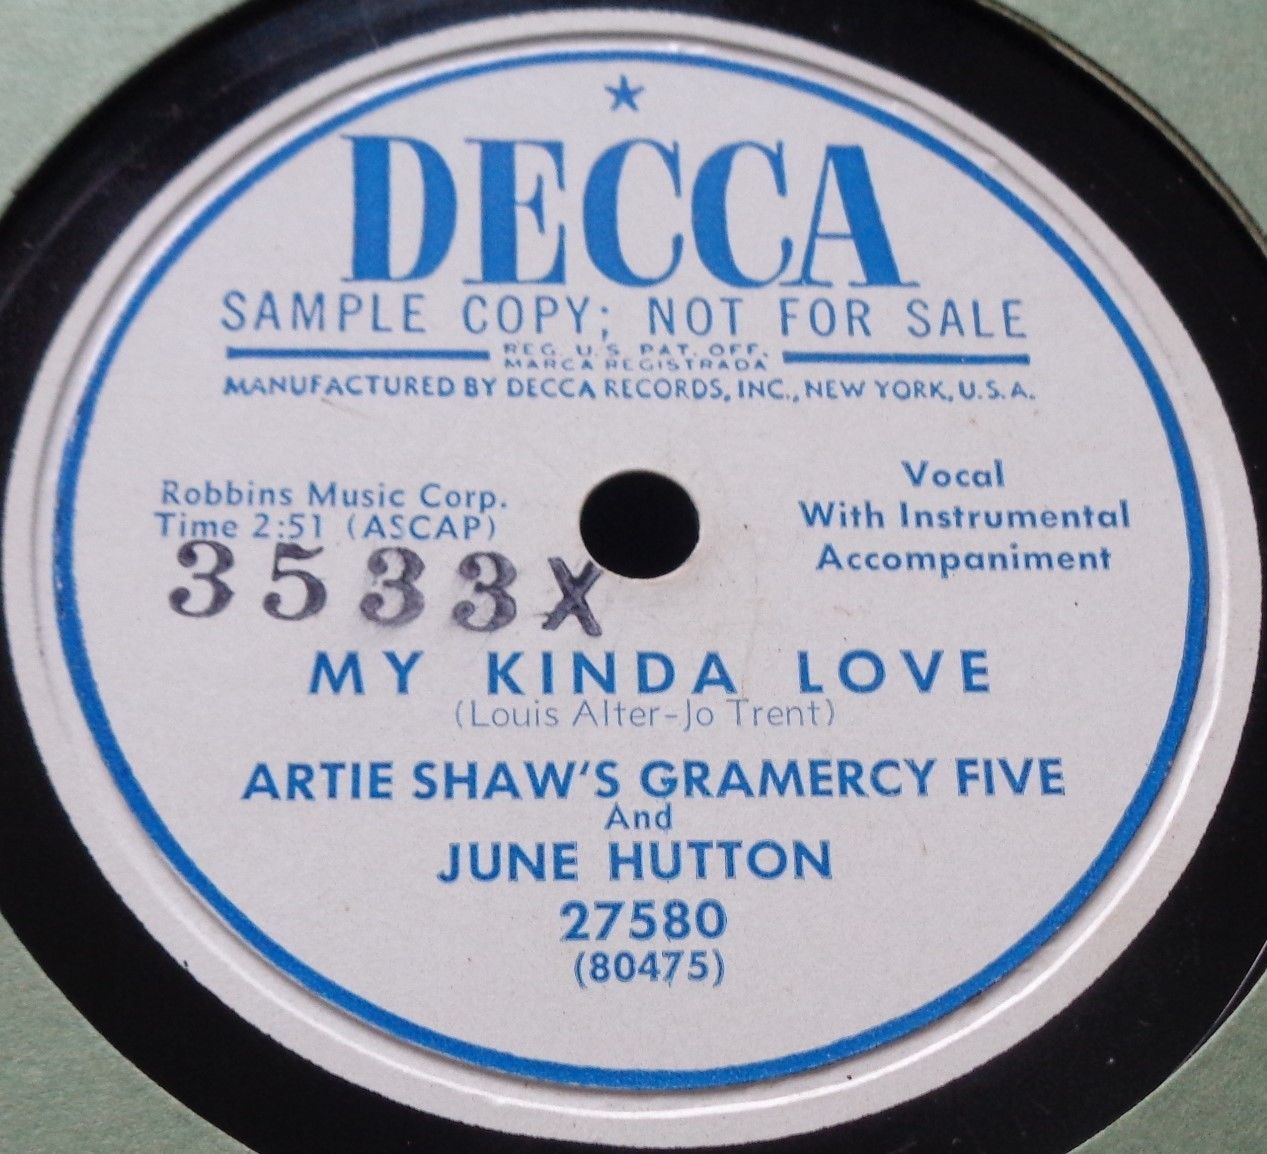 DECCA
SAMPLE COPY; NOT FOR SALE
REG. U.S. PAT. OFF.
MARCA REGISTRADA
MANUFACTURED BY DECCA RECORDS, INC., NEW YORK, U.S.A.
Robbins Music Corp.
Time 2:51 (ASCAP)
Vocal
With Instrumental
Accompaniment
3533X
MY KINDA LOVE
(Louis Alter-Jo Trent)
ARTIE SHAW'S GRAMERCY FIVE
And
JUNE HUTTON
27580
(80475)